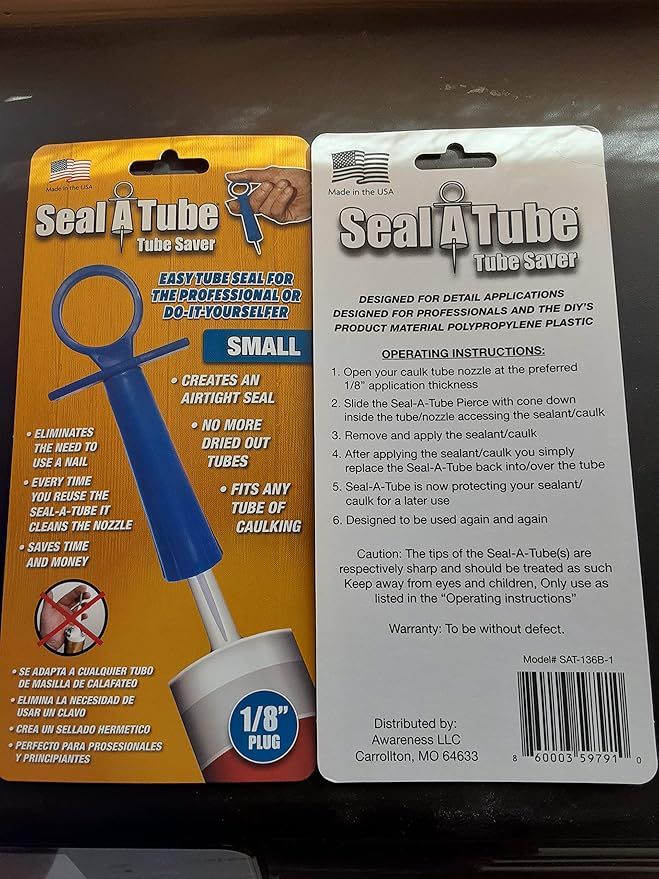 Made in the USA
Seal A Tube
Tube Saver
EASY TUBE SEAL FOR
THE PROFESSIONAL OR
DO-IT-YOURSELFER
SMALL
• CREATES AN
AIRTIGHT SEAL
• NO MORE
DRIED OUT
TUBES
• FITS ANY
TUBE OF
CAULKING
• ELIMINATES
THE NEED TO
USE A NAIL
• EVERY TIME
YOU REUSE THE
SEAL-A-TUBE IT
CLEANS THE NOZZLE
• SAVES TIME
AND MONEY
• SE ADAPTA A CUALQUIER TUBO
DE MASILLA DE CALAFATEO
• ELIMINA LA NECESIDAD DE
USAR UN CLAVO
• CREA UN SELLADO HERMETICO
• PERFECTO PARA PROSESIONALES
Y PRINCIPIANTES
1/8"
PLUG
Made in the USA
Seal A Tube®
Tube Saver
DESIGNED FOR DETAIL APPLICATIONS
DESIGNED FOR PROFESSIONALS AND THE DIY'S
PRODUCT MATERIAL POLYPROPYLENE PLASTIC
OPERATING INSTRUCTIONS:
1. Open your caulk tube nozzle at the preferred
1/8" application thickness
2. Slide the Seal-A-Tube Pierce with cone down
inside the tube/nozzle accessing the sealant/caulk
3. Remove and apply the sealant/caulk
4. After applying the sealant/caulk you simply
replace the Seal-A-Tube back into/over the tube
5. Seal-A-Tube is now protecting your sealant/
caulk for a later use
6. Designed to be used again and again
Caution: The tips of the Seal-A-Tube(s) are
respectively sharp and should be treated as such
Keep away from eyes and children, Only use as
listed in the "Operating instructions"
Warranty: To be without defect.
Model# SAT-136B-1
Distributed by:
Awareness LLC
Carrollton, MO 64633
8 60003 59791 0